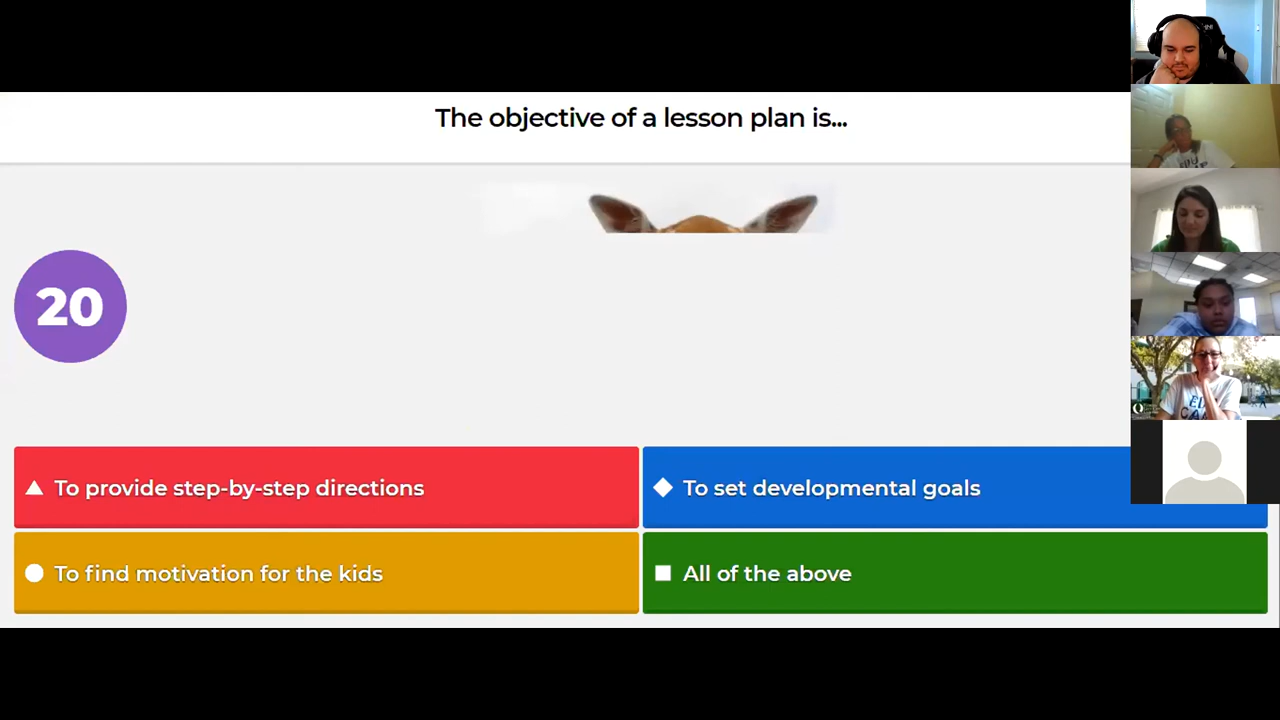 The objective of a lesson plan is...
20
To provide step-by-step directions
To set developmental goals
To find motivation for the kids
All of the above